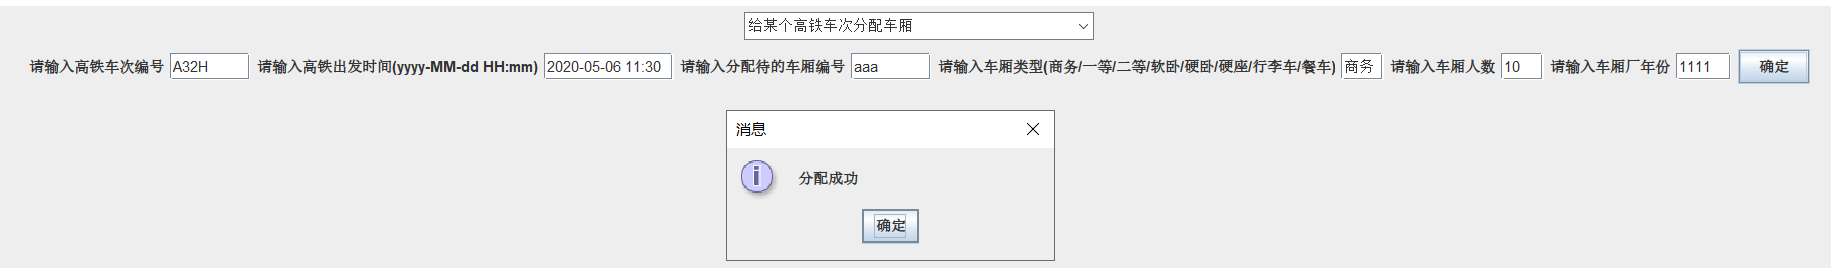 给某个高铁车次分配车厢
请输入高铁车次编号 A32H 请输入高铁出发时间(yyyy-MM-dd HH:mm) 2020-05-06 11:30 请输入分配待的车厢编号 aaa 请输入车厢类型(商务/一等/二等/软卧/硬卧/硬座/行李车/餐车) 商务 请输入车厢人数 10 请输入车厢厂年份 1111 确定
消息
分配成功
确定